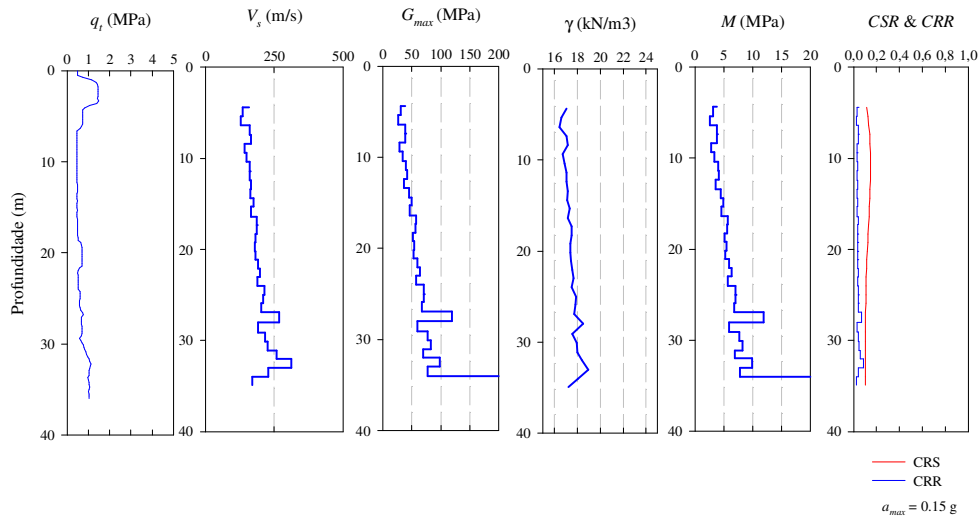 q_t (MPa)
0 1 2 3 4 5
V_s (m/s)
0 250 500
G_max (MPa)
0 50 100 150 200
γ (kN/m3)
16 18 20 22 24
M (MPa)
0 5 10 15 20
CSR & CRR
0,0 0,2 0,4 0,6 0,8 1,0
Profundidade (m)
0
10
20
30
40
0
10
20
30
40
0
10
20
30
40
0
10
20
30
40
0
10
20
30
40
0
10
20
30
40
CRS
CRR
a_max = 0.15 g